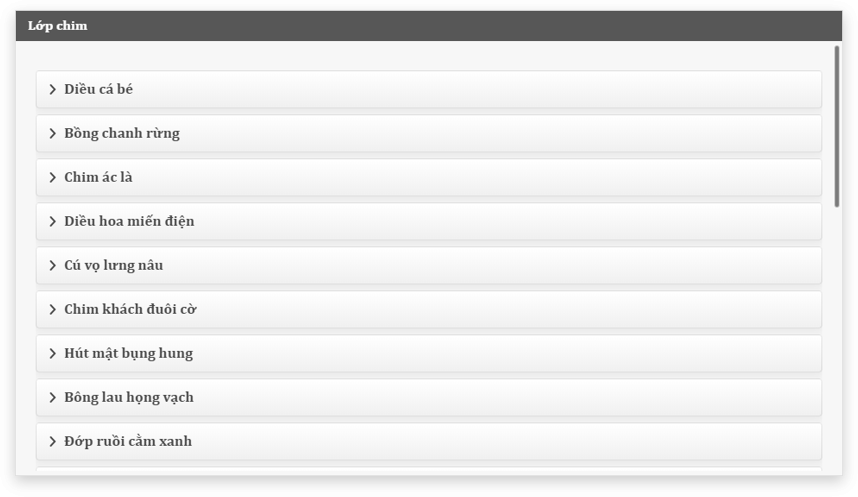 Lớp chim
Diều cá bé
Bồng chanh rừng
Chim ác là
Diều hoa miến điện
Cú vọ lưng nâu
Chim khách đuôi cờ
Hút mật bụng hung
Bông lau họng vạch
Đớp ruồi cằm xanh